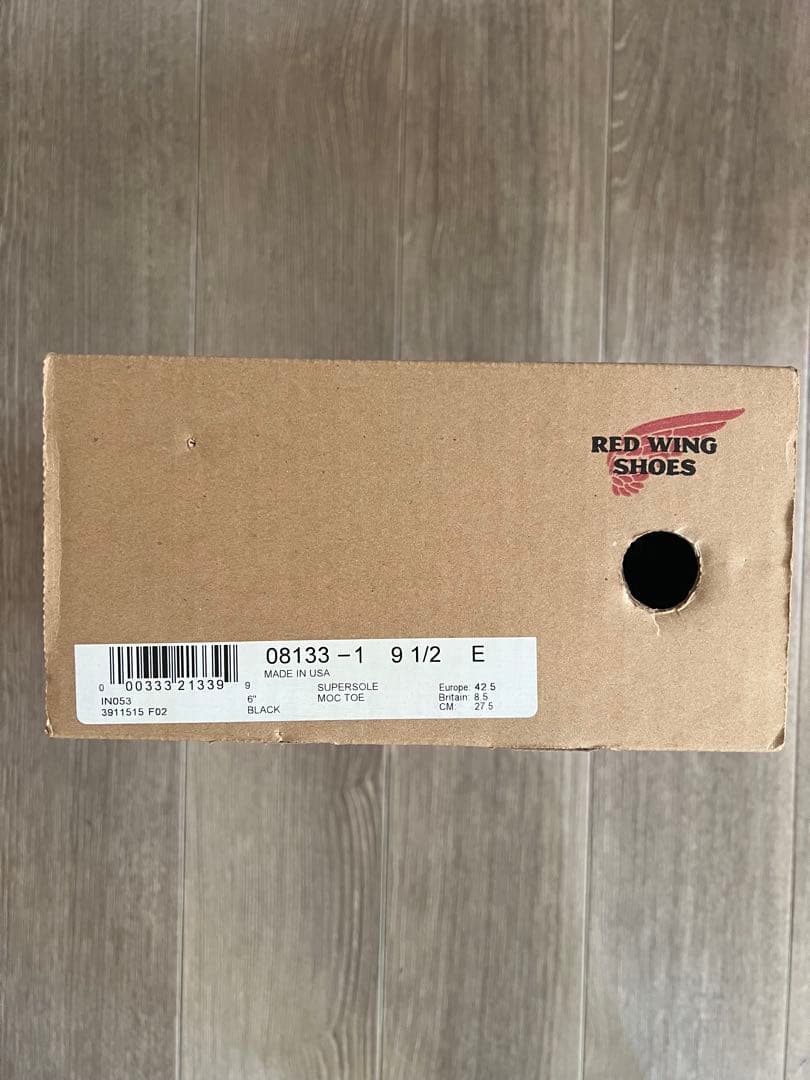 RED WING
SHOES
08133 –1 9 1/2 E
MADE IN USA
0 00333 21339 9
IN053
3911515 F02
6"
BLACK
SUPERSOLE
MOC TOE
Europe: 42.5
Britain: 8.5
CM: 27.5